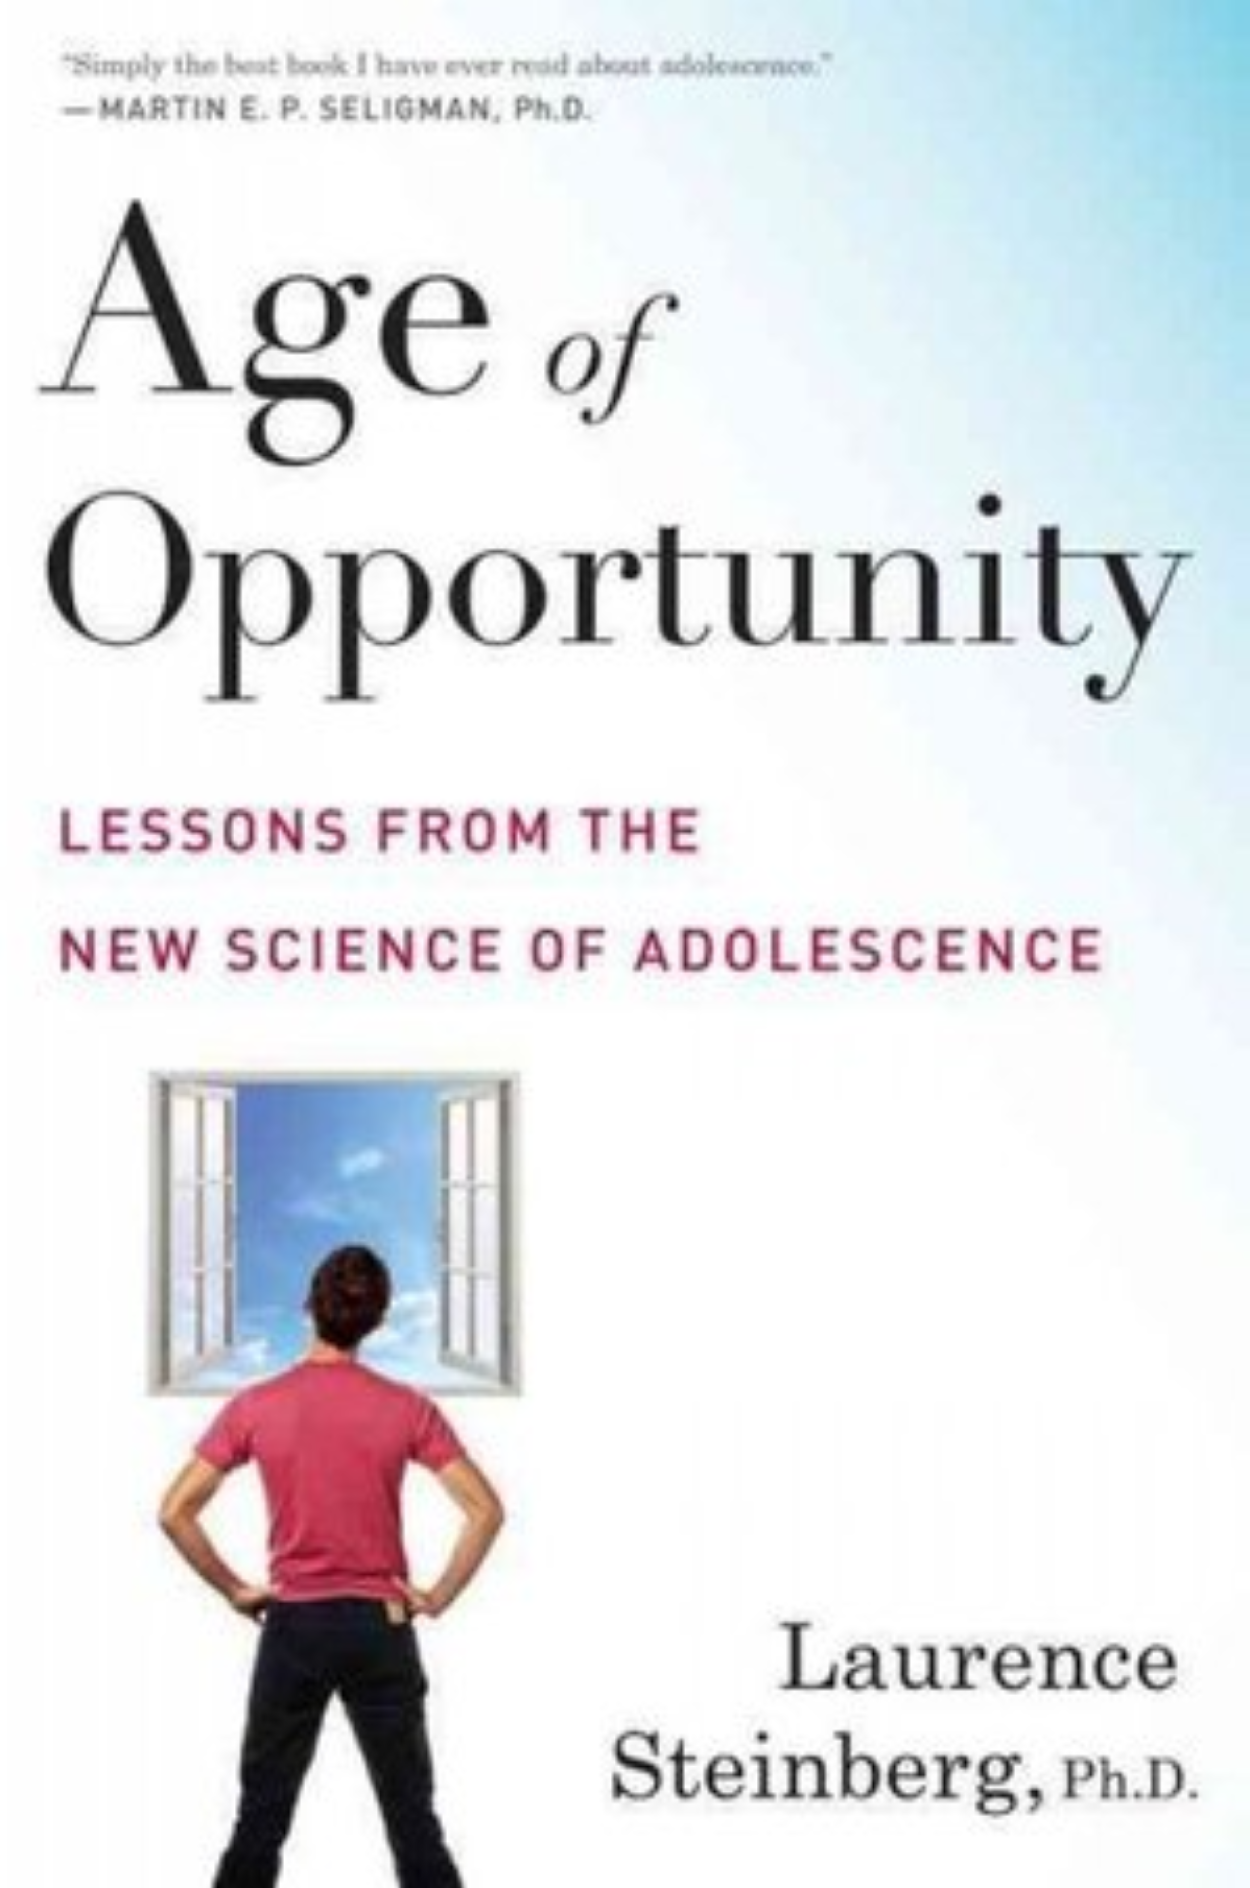 "Simply the best book I have ever read about adolescence."
—MARTIN E. P. SELIGMAN, Ph.D.
Age of
Opportunity
LESSONS FROM THE
NEW SCIENCE OF ADOLESCENCE
Laurence
Steinberg, Ph.D.